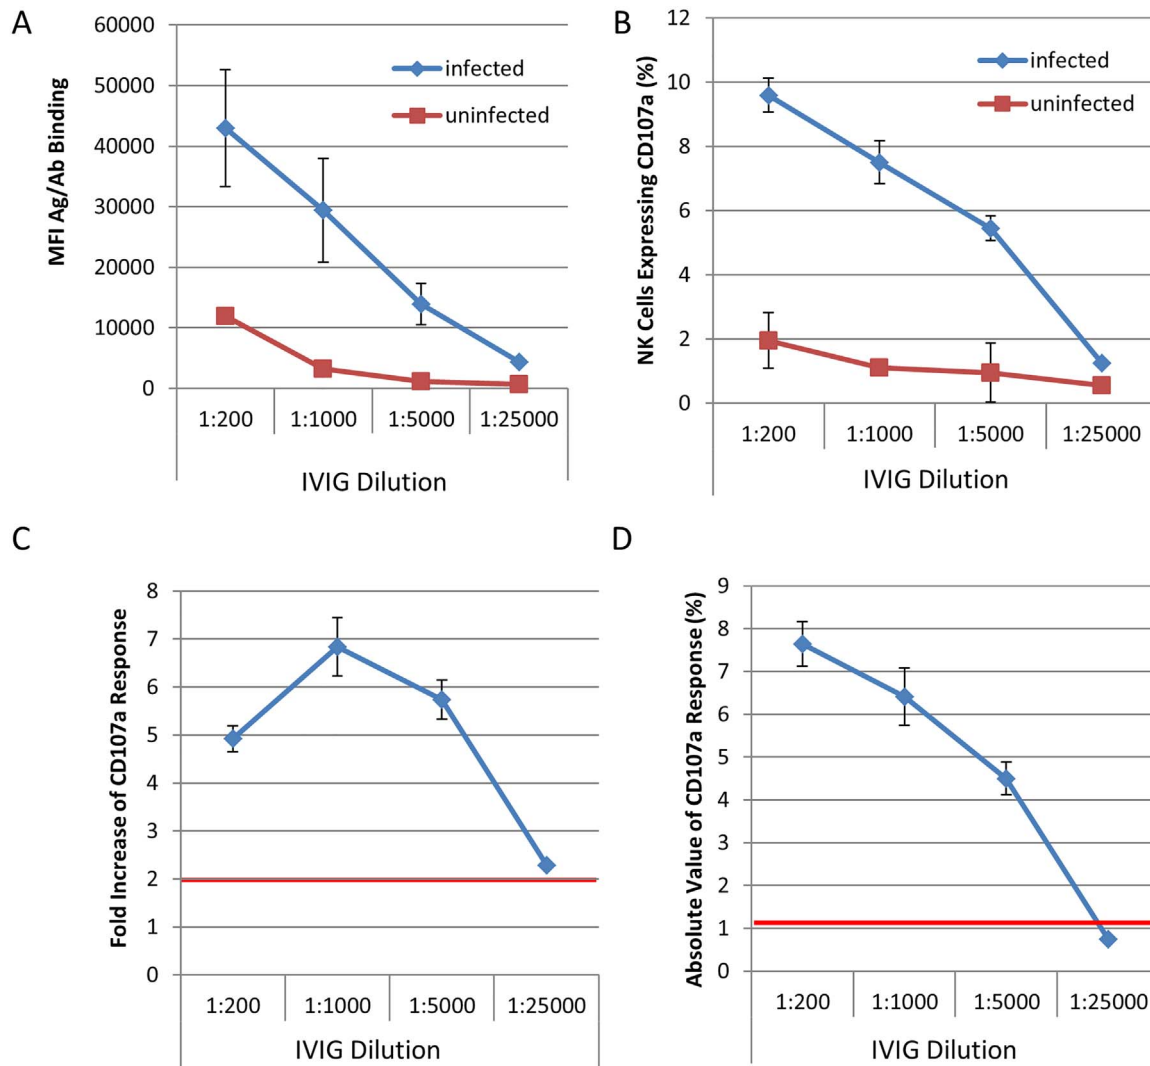 A
60000
50000
40000
30000
20000
10000
0
MFI Ag/Ab Binding
infected
uninfected
1:200 1:1000 1:5000 1:25000
IVIG Dilution
B
12
10
8
6
4
2
0
NK Cells Expressing CD107a (%)
infected
uninfected
1:200 1:1000 1:5000 1:25000
IVIG Dilution
C
8
7
6
5
4
3
2
1
0
Fold Increase of CD107a Response
1:200 1:1000 1:5000 1:25000
IVIG Dilution
D
9
8
7
6
5
4
3
2
1
0
Absolute Value of CD107a Response (%)
1:200 1:1000 1:5000 1:25000
IVIG Dilution